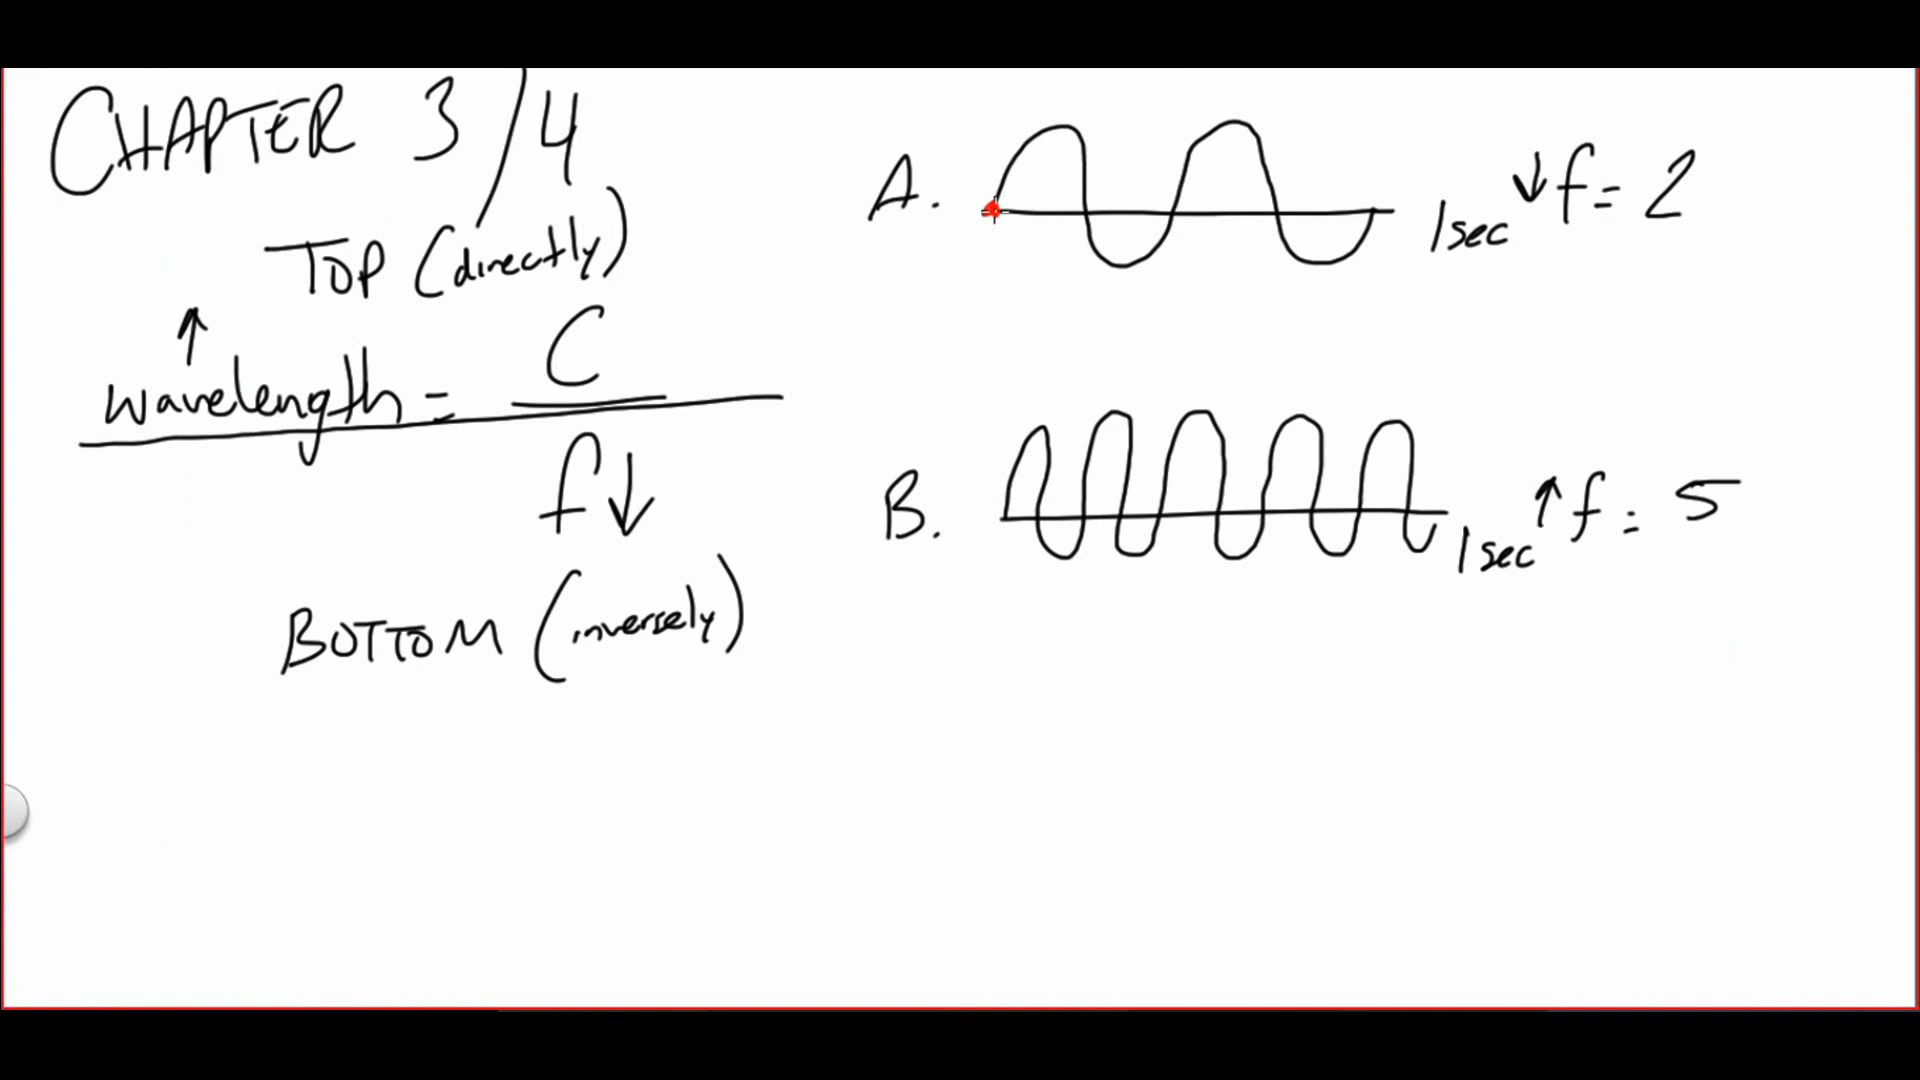 CHAPTER 3/4
TOP (directly)
↑
wavelength = C
f↓
BOTTOM (inversely)
A.
1sec ↓f= 2
B.
1sec ↑f= 5